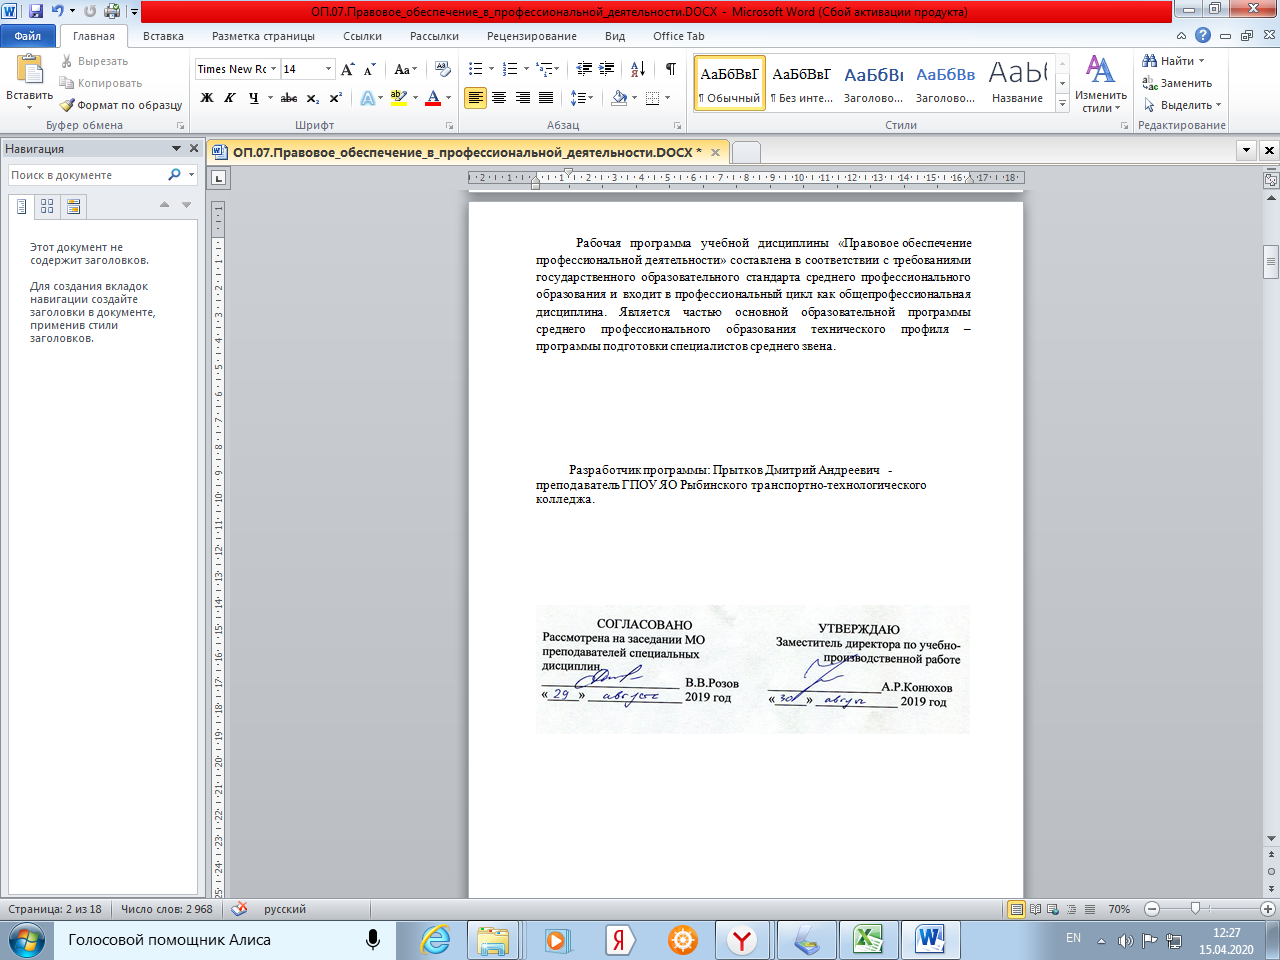 ОП.07.Правовое_обеспечение_в_профессиональной_деятельности.DOCX - Microsoft Word (Сбой активации продукта)
Файл Главная Вставка Разметка страницы Ссылки Рассылки Рецензирование Вид Office Tab
Вставить
Вырезать
Копировать
Формат по образцу
Буфер обмена
Times New Rc 14
Ж К Ч abc x₂ x²
Шрифт
Абзац
АаБбВвГ АаБбВвГ АаБбВв АаБбВв АаБ
¶ Обычный ¶ Без инте... Заголово... Заголово... Название
Изменить стили
Стили
Найти
Заменить
Выделить
Редактирование
Навигация
Поиск в документе
Этот документ не
содержит заголовков.
Для создания вкладок
навигации создайте
заголовки в документе,
применив стили
заголовков.
ОП.07.Правовое_обеспечение_в_профессиональной_деятельности.DOCX *
Рабочая программа учебной дисциплины «Правовое обеспечение
профессиональной деятельности» составлена в соответствии с требованиями
государственного образовательного стандарта среднего профессионального
образования и входит в профессиональный цикл как общепрофессиональная
дисциплина. Является частью основной образовательной программы
среднего профессионального образования технического профиля –
программы подготовки специалистов среднего звена.
Разработчик программы: Прытков Дмитрий Андреевич -
преподаватель ГПОУ ЯО Рыбинского транспортно-технологического
колледжа.
СОГЛАСОВАНО
Рассмотрена на заседании МО
преподавателей специальных
дисциплин
В.В.Розов
«29» август 2019 год
УТВЕРЖДАЮ
Заместитель директора по учебно-
производственной работе
А.Р.Конюхов
«30» август 2019 год
Страница: 2 из 18 Число слов: 2 968 русский 70%
Голосовой помощник Алиса
EN
12:27
15.04.2020